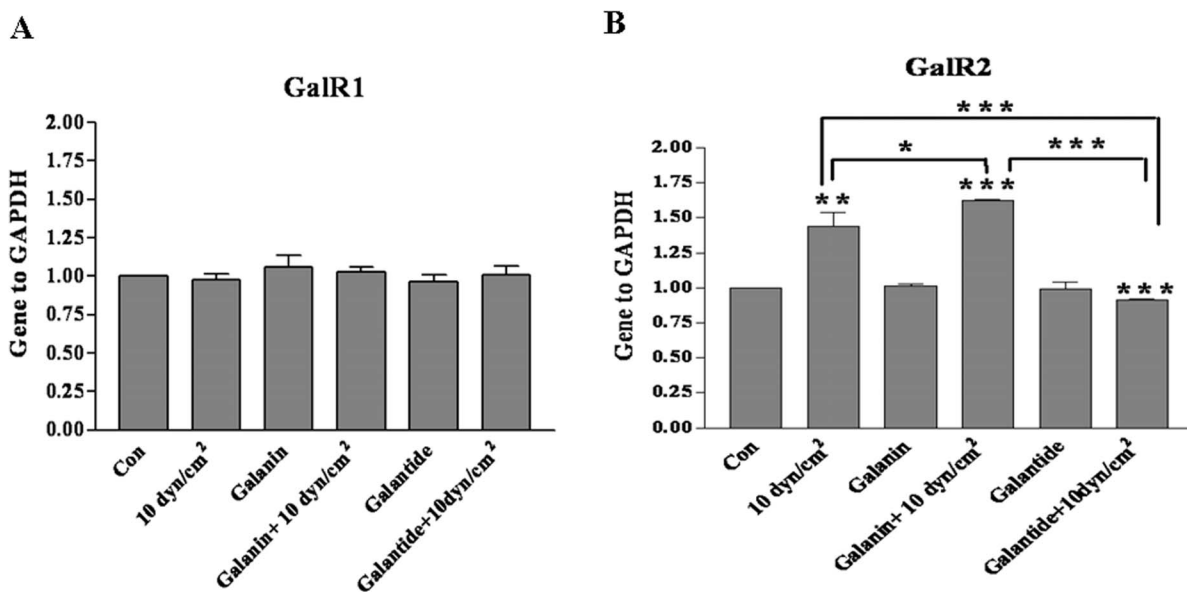 A
GalR1
Gene to GAPDH
2.00
1.75
1.50
1.25
1.00
0.75
0.50
0.25
0.00
Con
10 dyn/cm²
Galanin
Galanin+ 10 dyn/cm²
Galantide
Galantide+10dyn/cm²
B
GalR2
Gene to GAPDH
***
* ***
2.00
1.75
1.50
1.25
1.00
0.75
0.50
0.25
0.00
** ***
***
Con
10 dyn/cm²
Galanin
Galanin+ 10 dyn/cm²
Galantide
Galantide+10dyn/cm²